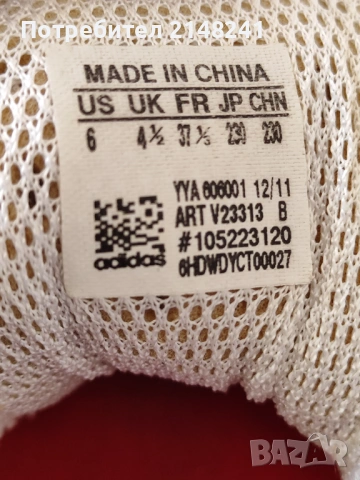 Потребител 2148241
MADE IN CHINA
US UK FR JP CHN
6 4½ 37⅓ 230 230
YYA 606001 12/11
ART V23313 B
#105223120
adidas 6HDWDYCT00027
BAZAR